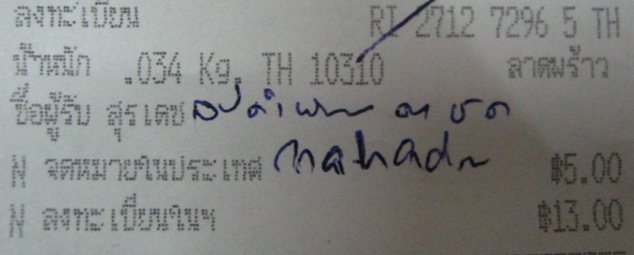 ลงทะเบียน RI 2712 7296 5 TH
น้ำหนัก .034 Kg. TH 10310 ลาดพร้าว
ชื่อผู้รับ สุรเดช
N จดหมายในประเทศ ฿5.00
N ลงทะเบียนในฯ ฿13.00